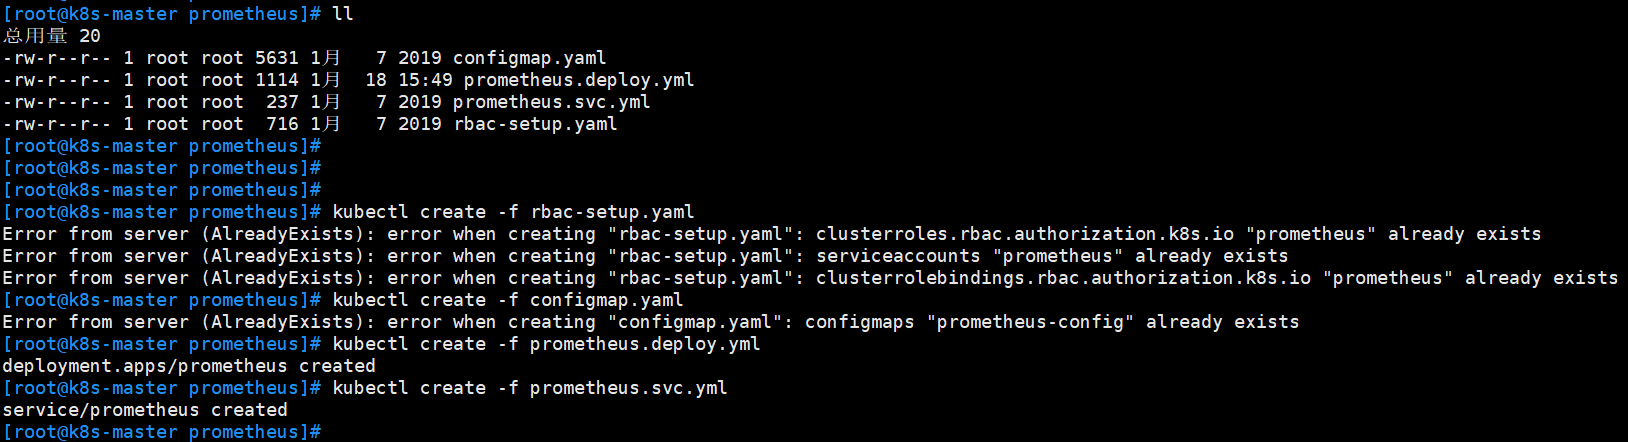 [root@k8s-master prometheus]# ll
总用量 20
-rw-r--r-- 1 root root 5631 1月   7 2019 configmap.yaml
-rw-r--r-- 1 root root 1114 1月  18 15:49 prometheus.deploy.yml
-rw-r--r-- 1 root root  237 1月   7 2019 prometheus.svc.yml
-rw-r--r-- 1 root root  716 1月   7 2019 rbac-setup.yaml
[root@k8s-master prometheus]#
[root@k8s-master prometheus]#
[root@k8s-master prometheus]#
[root@k8s-master prometheus]# kubectl create -f rbac-setup.yaml
Error from server (AlreadyExists): error when creating "rbac-setup.yaml": clusterroles.rbac.authorization.k8s.io "prometheus" already exists
Error from server (AlreadyExists): error when creating "rbac-setup.yaml": serviceaccounts "prometheus" already exists
Error from server (AlreadyExists): error when creating "rbac-setup.yaml": clusterrolebindings.rbac.authorization.k8s.io "prometheus" already exists
[root@k8s-master prometheus]# kubectl create -f configmap.yaml
Error from server (AlreadyExists): error when creating "configmap.yaml": configmaps "prometheus-config" already exists
[root@k8s-master prometheus]# kubectl create -f prometheus.deploy.yml
deployment.apps/prometheus created
[root@k8s-master prometheus]# kubectl create -f prometheus.svc.yml
service/prometheus created
[root@k8s-master prometheus]#